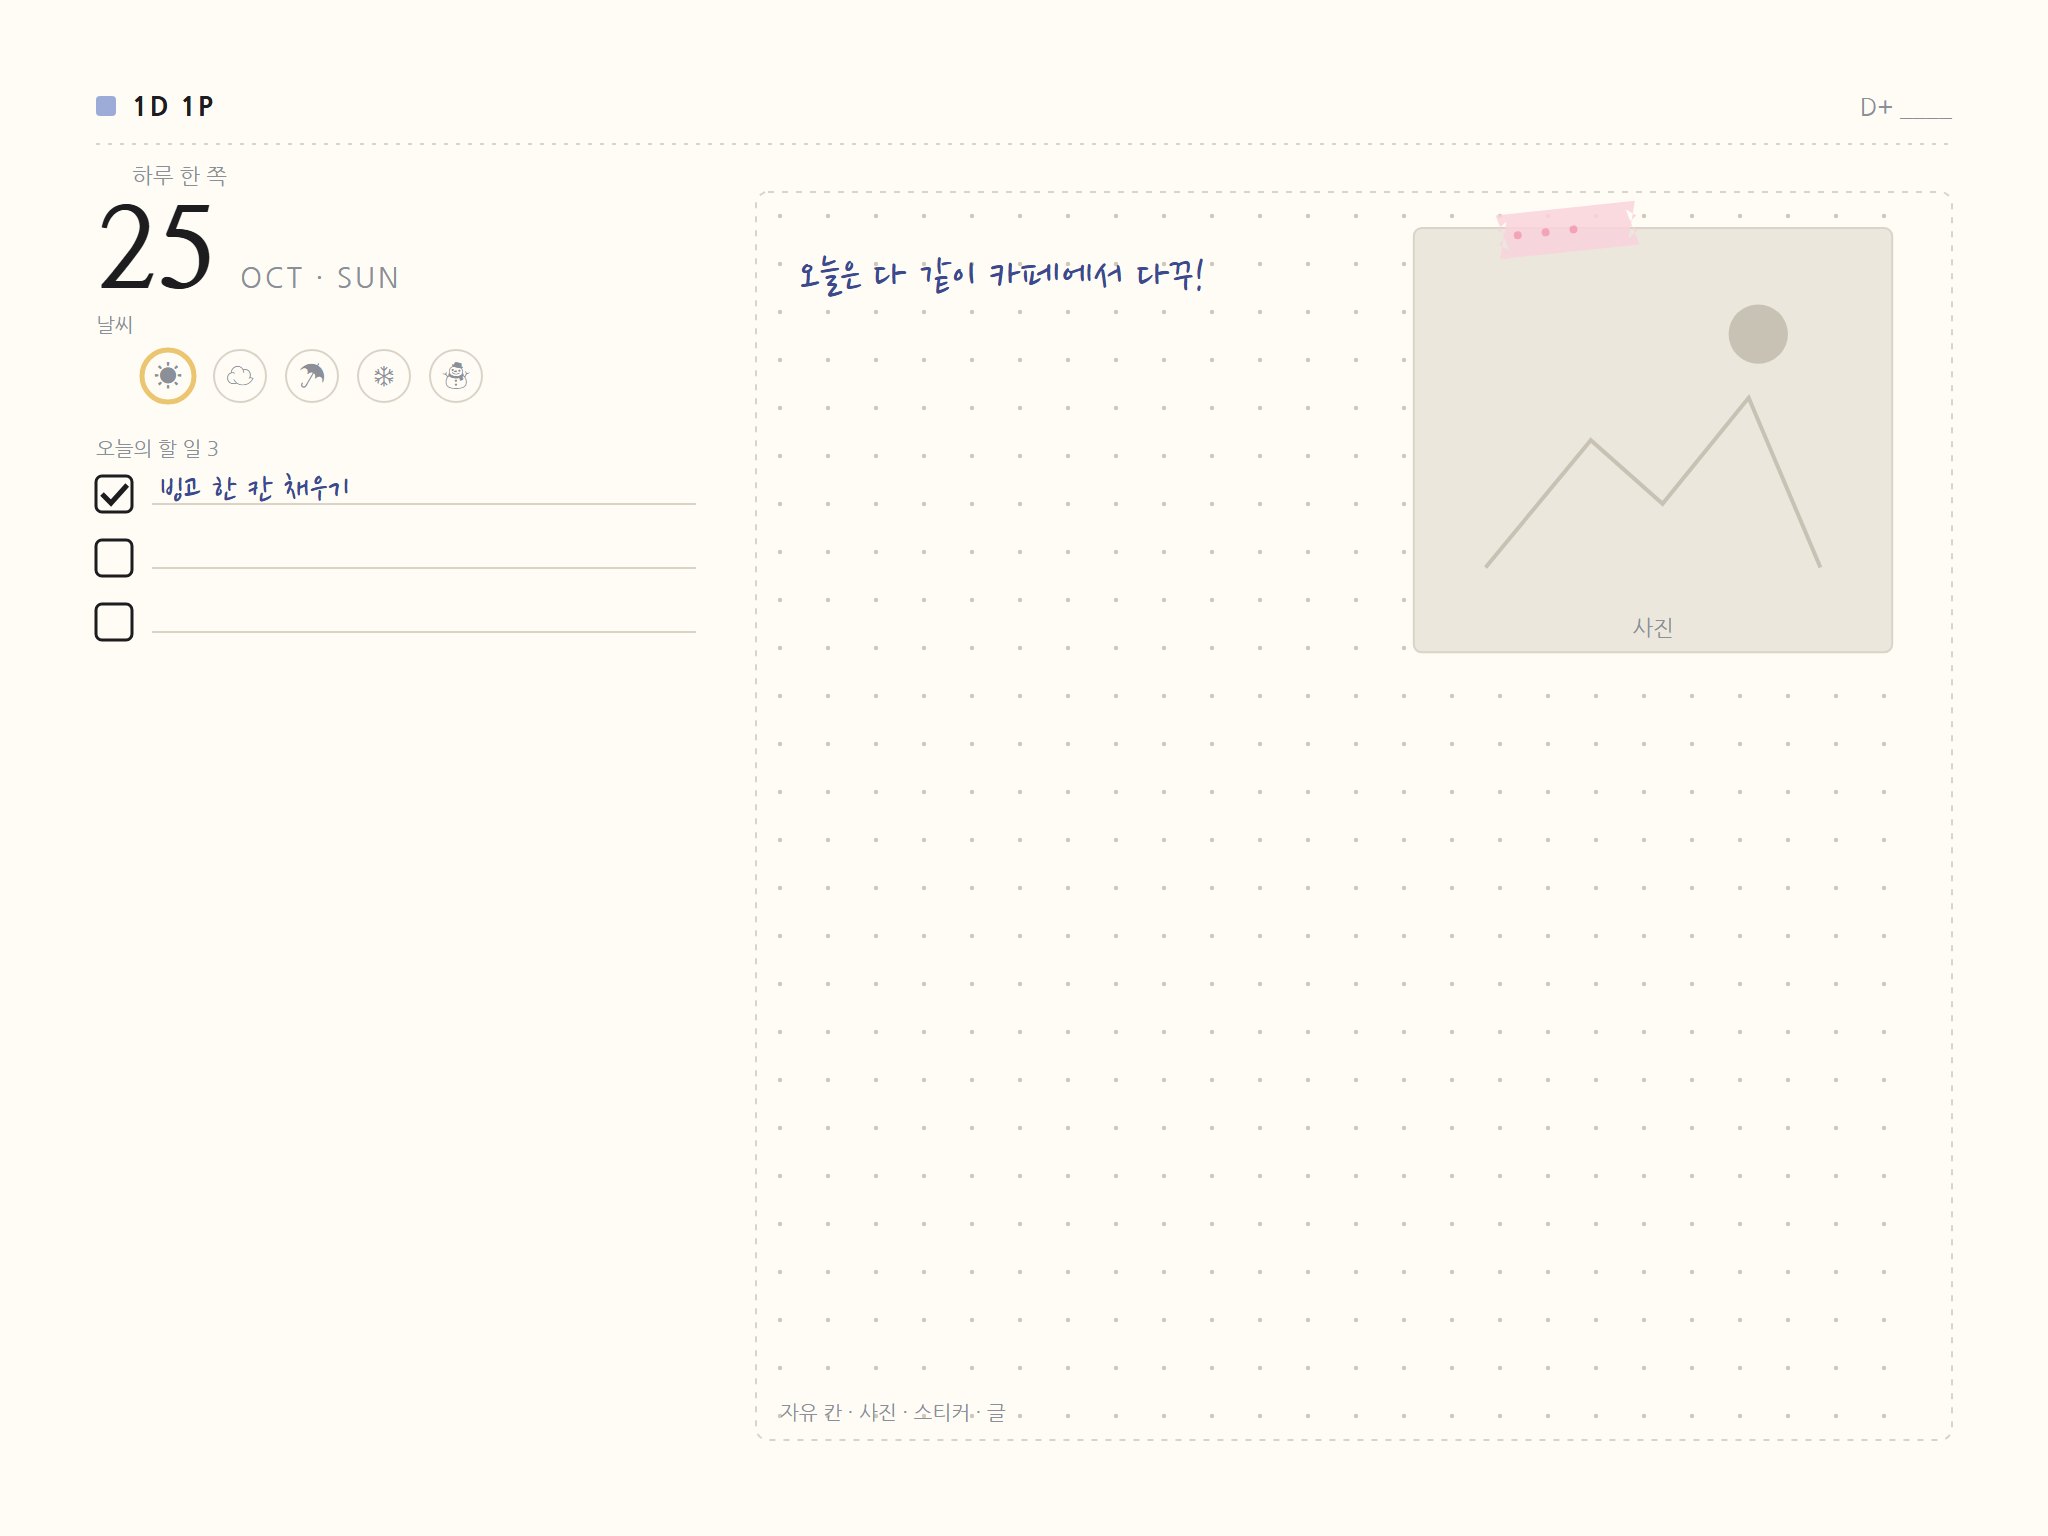 1D 1P
D+ ____
하루 한 쪽
25 OCT · SUN
날씨
오늘의 할 일 3
빙고 한 칸 채우기
오늘은 다 같이 카페에서 다꾸!
사진
자유 칸 · 사진 · 스티커 · 글